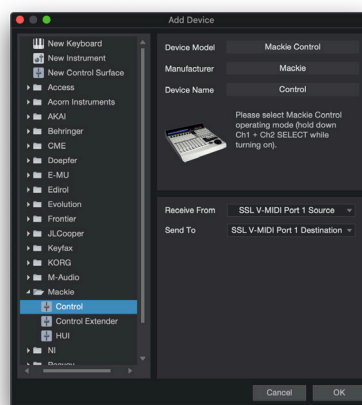 Add Device
New Keyboard
New Instrument
New Control Surface
Access
Acorn Instruments
AKAI
Behringer
CME
Doepfer
E-MU
Edirol
Evolution
Frontier
JLCooper
Keyfax
KORG
M-Audio
Mackie
Control
Control Extender
HUI
NI
Device Model
Mackie Control
Manufacturer
Mackie
Device Name
Control
Please select Mackie Control
operating mode (hold down
Ch1 + Ch2 SELECT while
turning on).
Receive From
SSL V-MIDI Port 1 Source
Send To
SSL V-MIDI Port 1 Destination
Cancel
OK